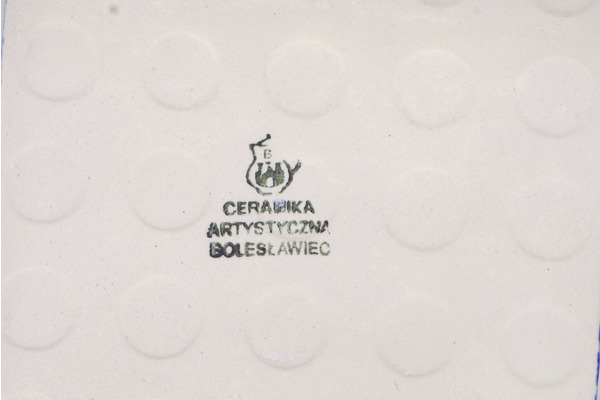 B
CERAMIKA
ARTYSTYCZNA
BOLESŁAWIEC